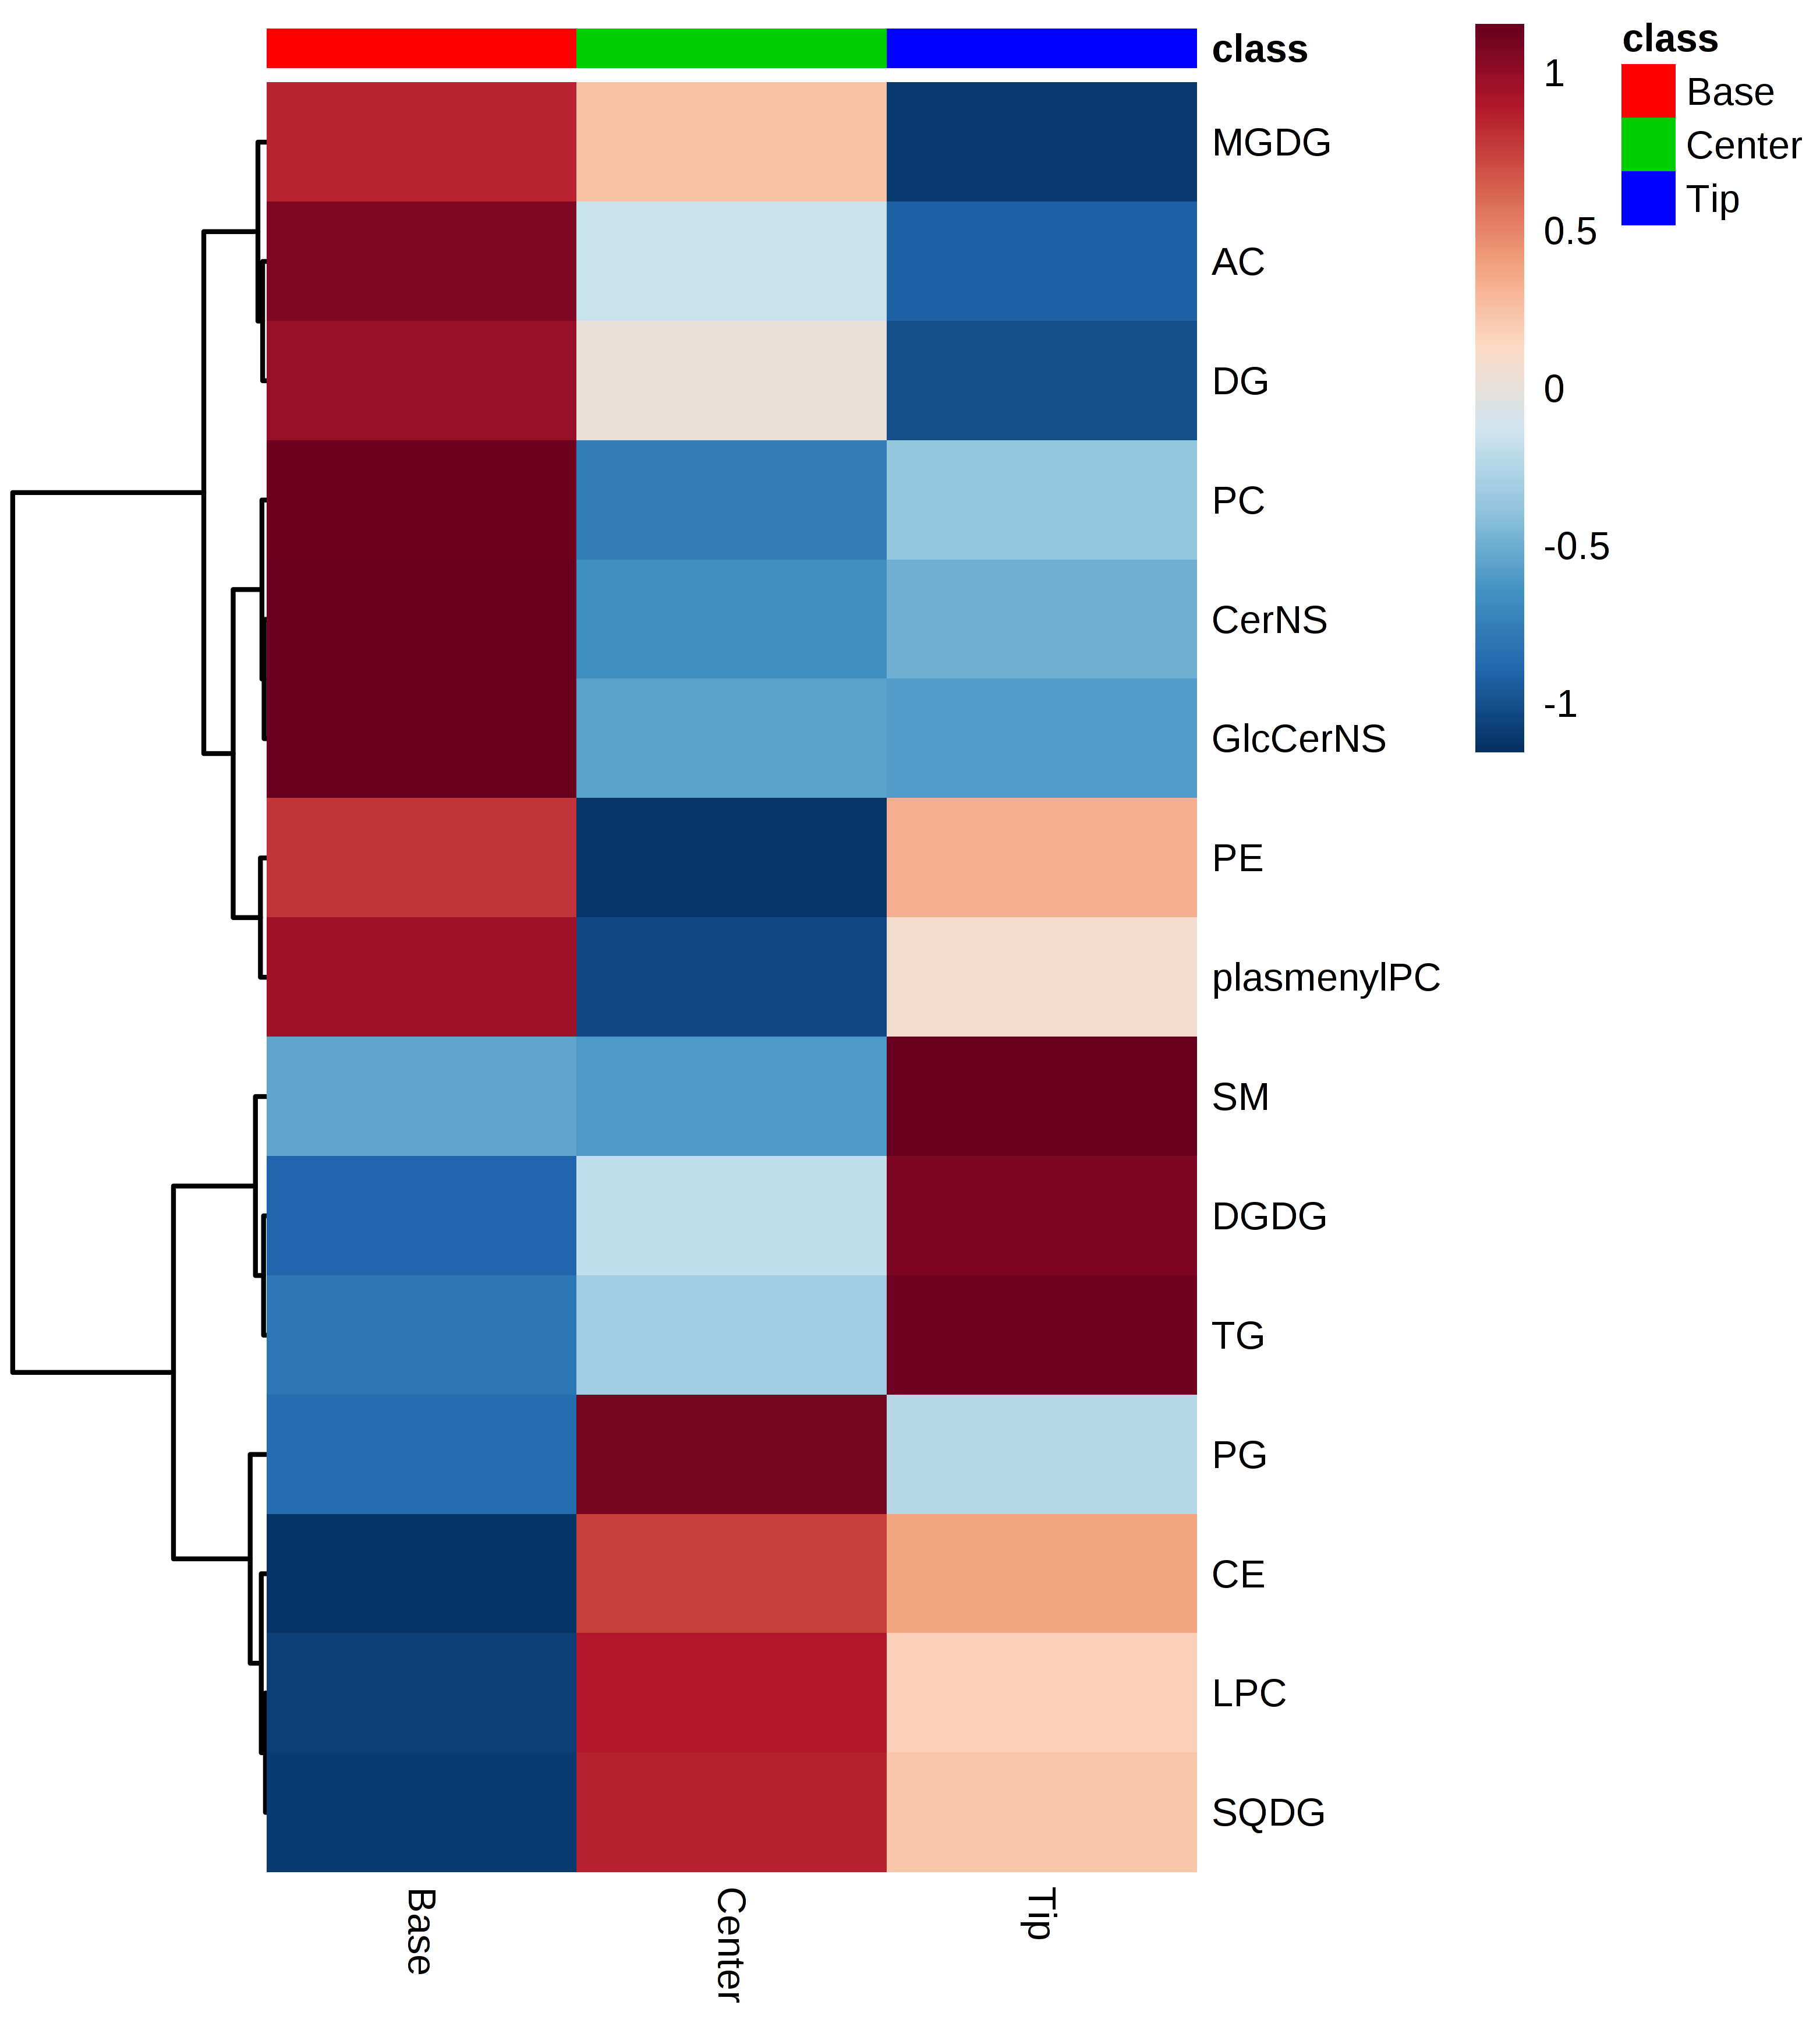 class
MGDG
AC
DG
PC
CerNS
GlcCerNS
PE
plasmenylPC
SM
DGDG
TG
PG
CE
LPC
SQDG
Base
Center
Tip
1
0.5
0
-0.5
-1
class
Base
Center
Tip